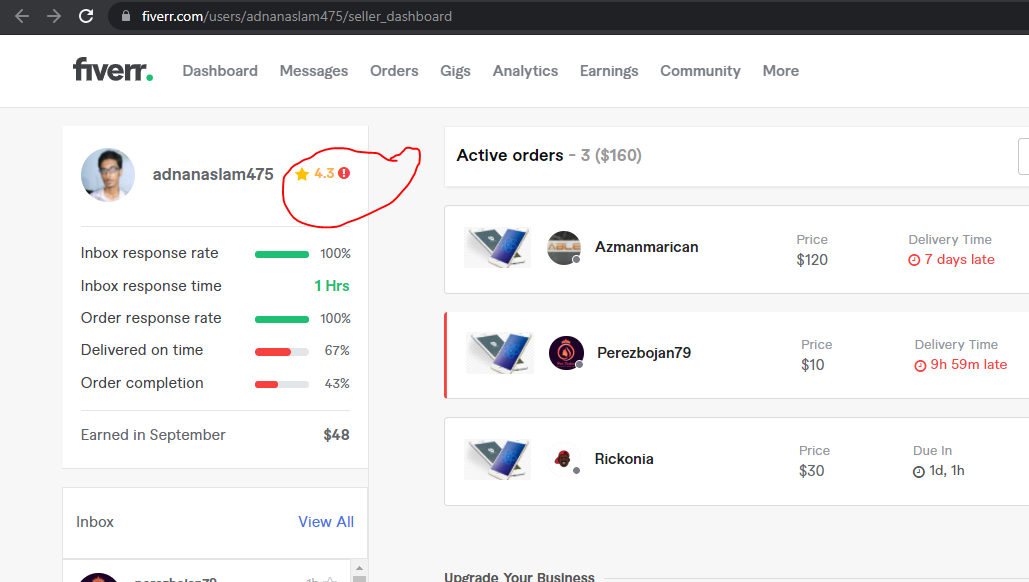 fiverr.com/users/adnanaslam475/seller_dashboard
fiverr. Dashboard Messages Orders Gigs Analytics Earnings Community More
adnanaslam475 4.3
Inbox response rate 100%
Inbox response time 1 Hrs
Order response rate 100%
Delivered on time 67%
Order completion 43%
Earned in September $48
Inbox View All
perezbojan79 1h
Active orders - 3 ($160)
ABLE
Azmanmarican
Price
$120
Delivery Time
7 days late
Perezbojan79
Price
$10
Delivery Time
9h 59m late
Rickonia
Price
$30
Due In
1d, 1h
Upgrade Your Business